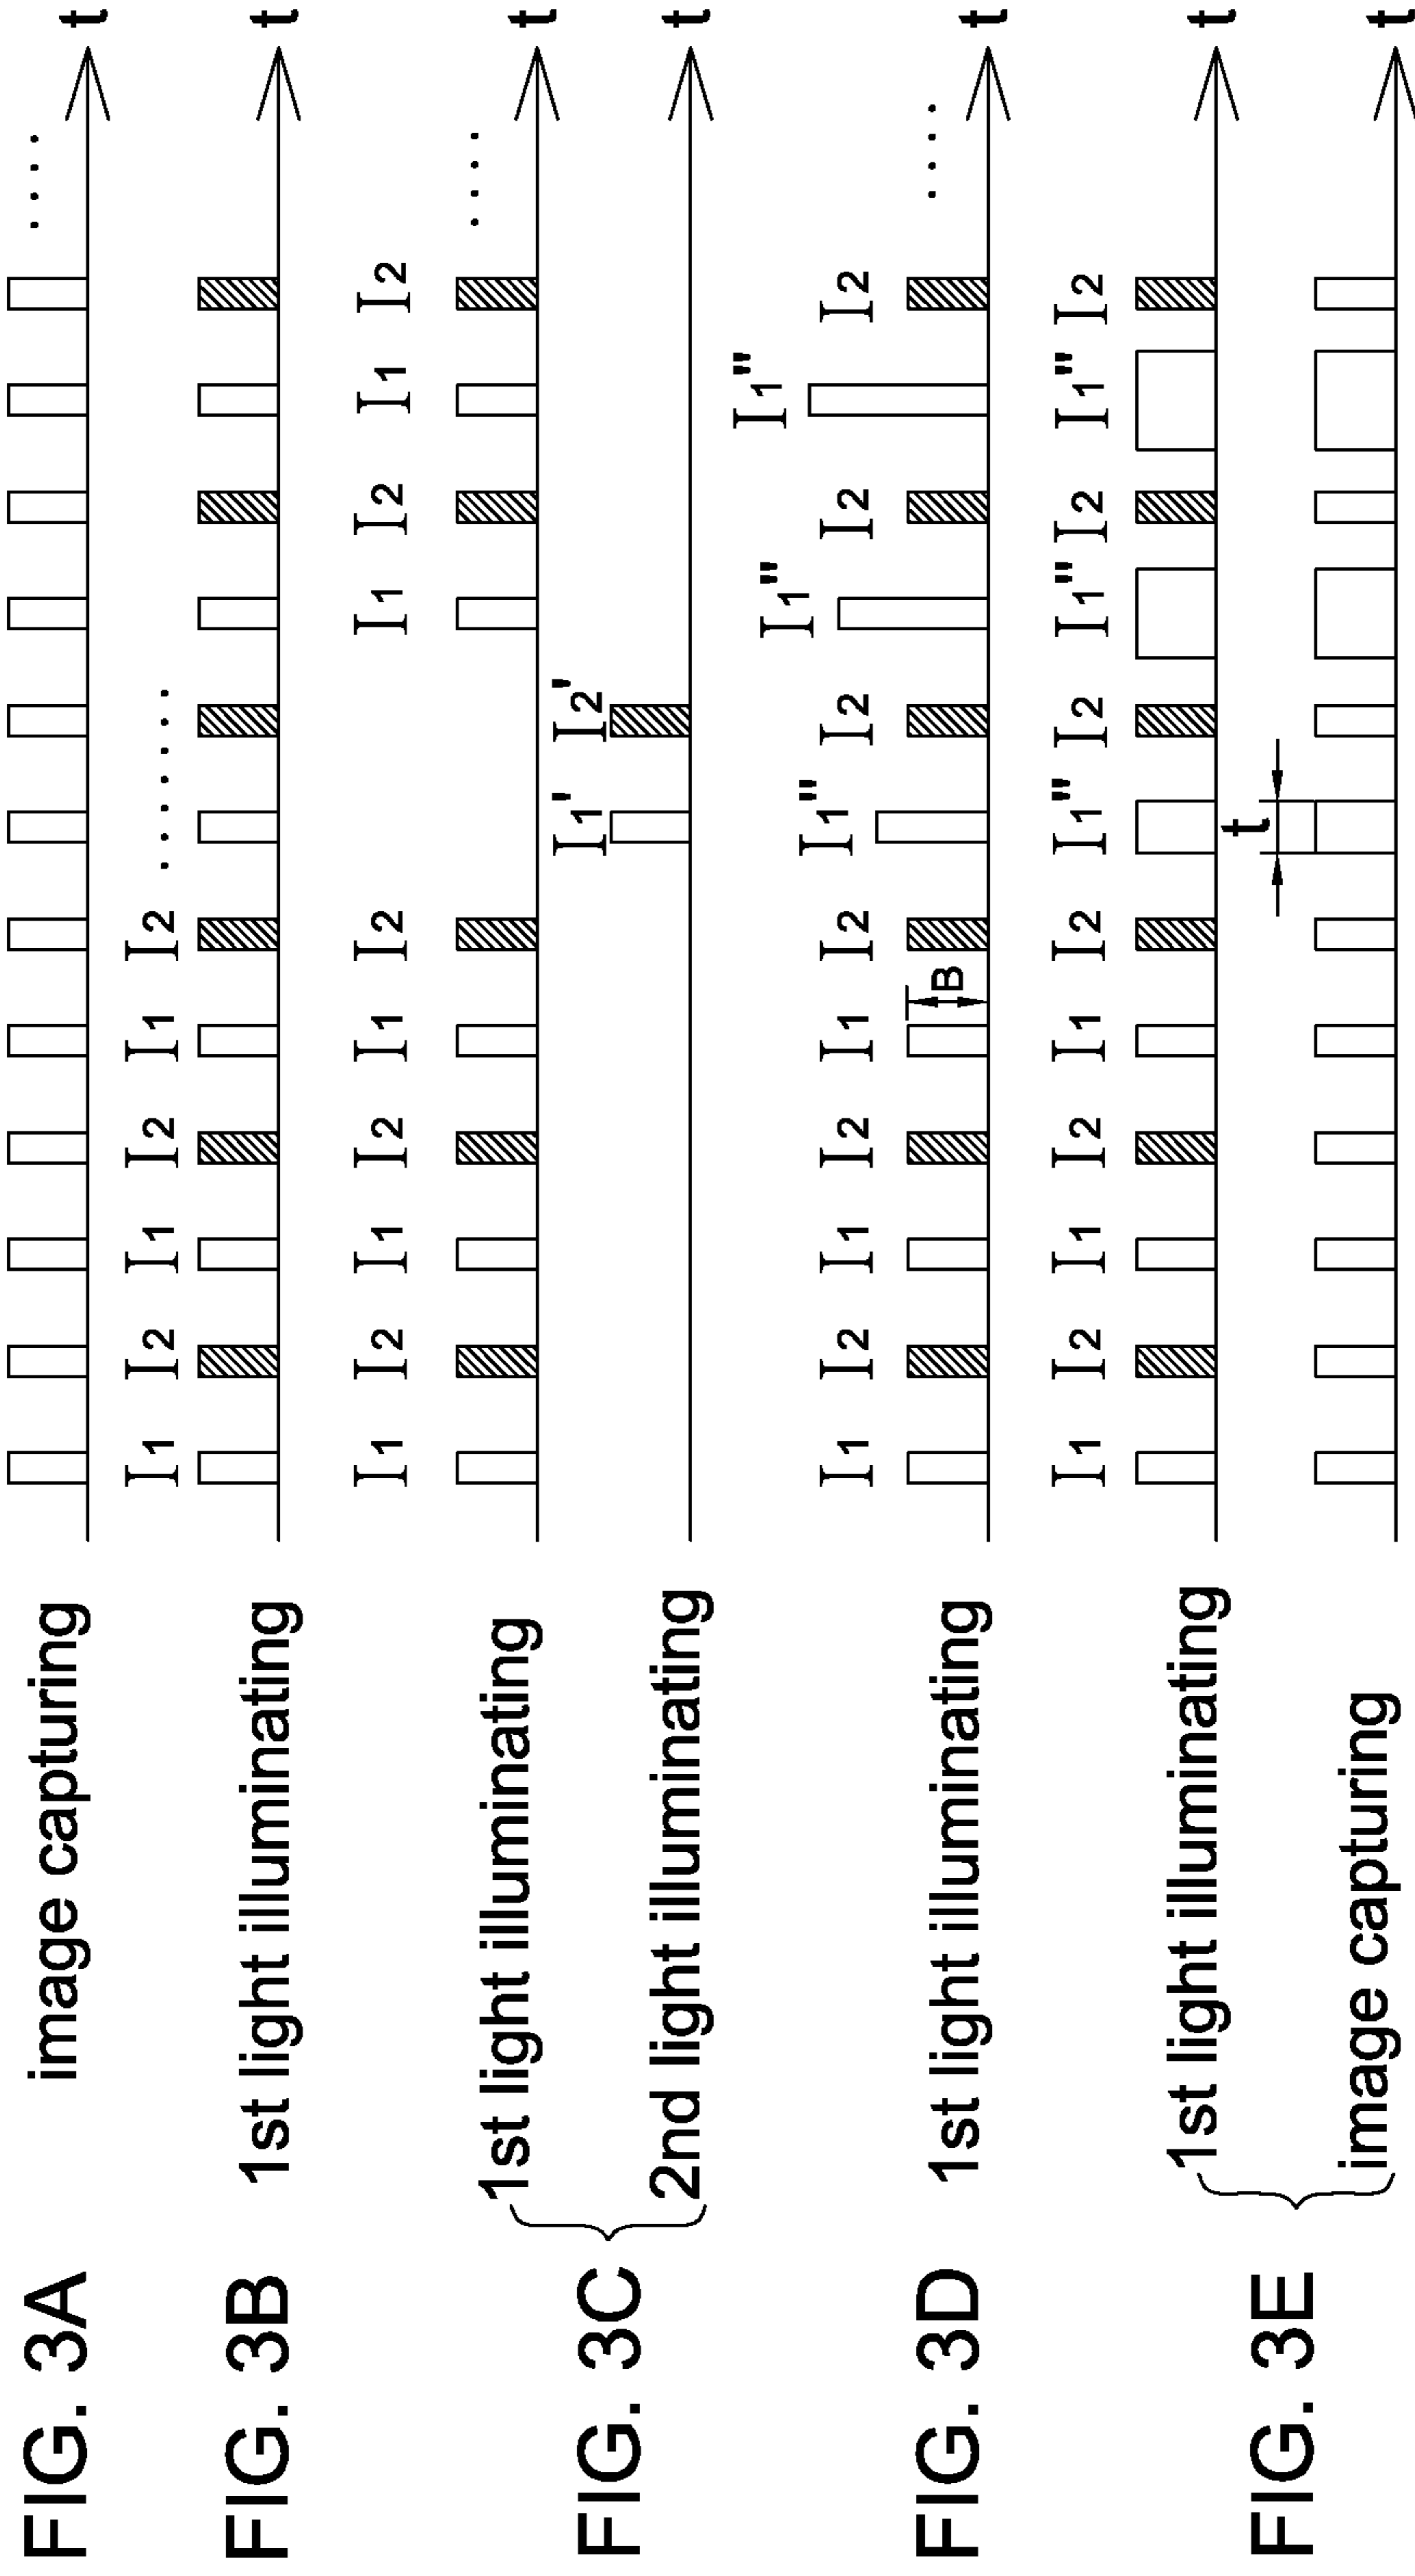 FIG. 3A
image capturing
....
t
FIG. 3B
1st light illuminating
I1 I2 I1 I2 I1 I2 .......
t
FIG. 3C
1st light illuminating
I1 I2 I1 I2 I1 I2 I1 I2 I1 I2 ....
t
2nd light illuminating
I1' I2'
t
FIG. 3D
1st light illuminating
I1 I2 I1 I2 I1 I2 I1" I2 I1" I2 I1" I2 ....
B
t
FIG. 3E
1st light illuminating
I1 I2 I1 I2 I1 I2 I1" I2 I1" I2 I1" I2
t
image capturing
t
t